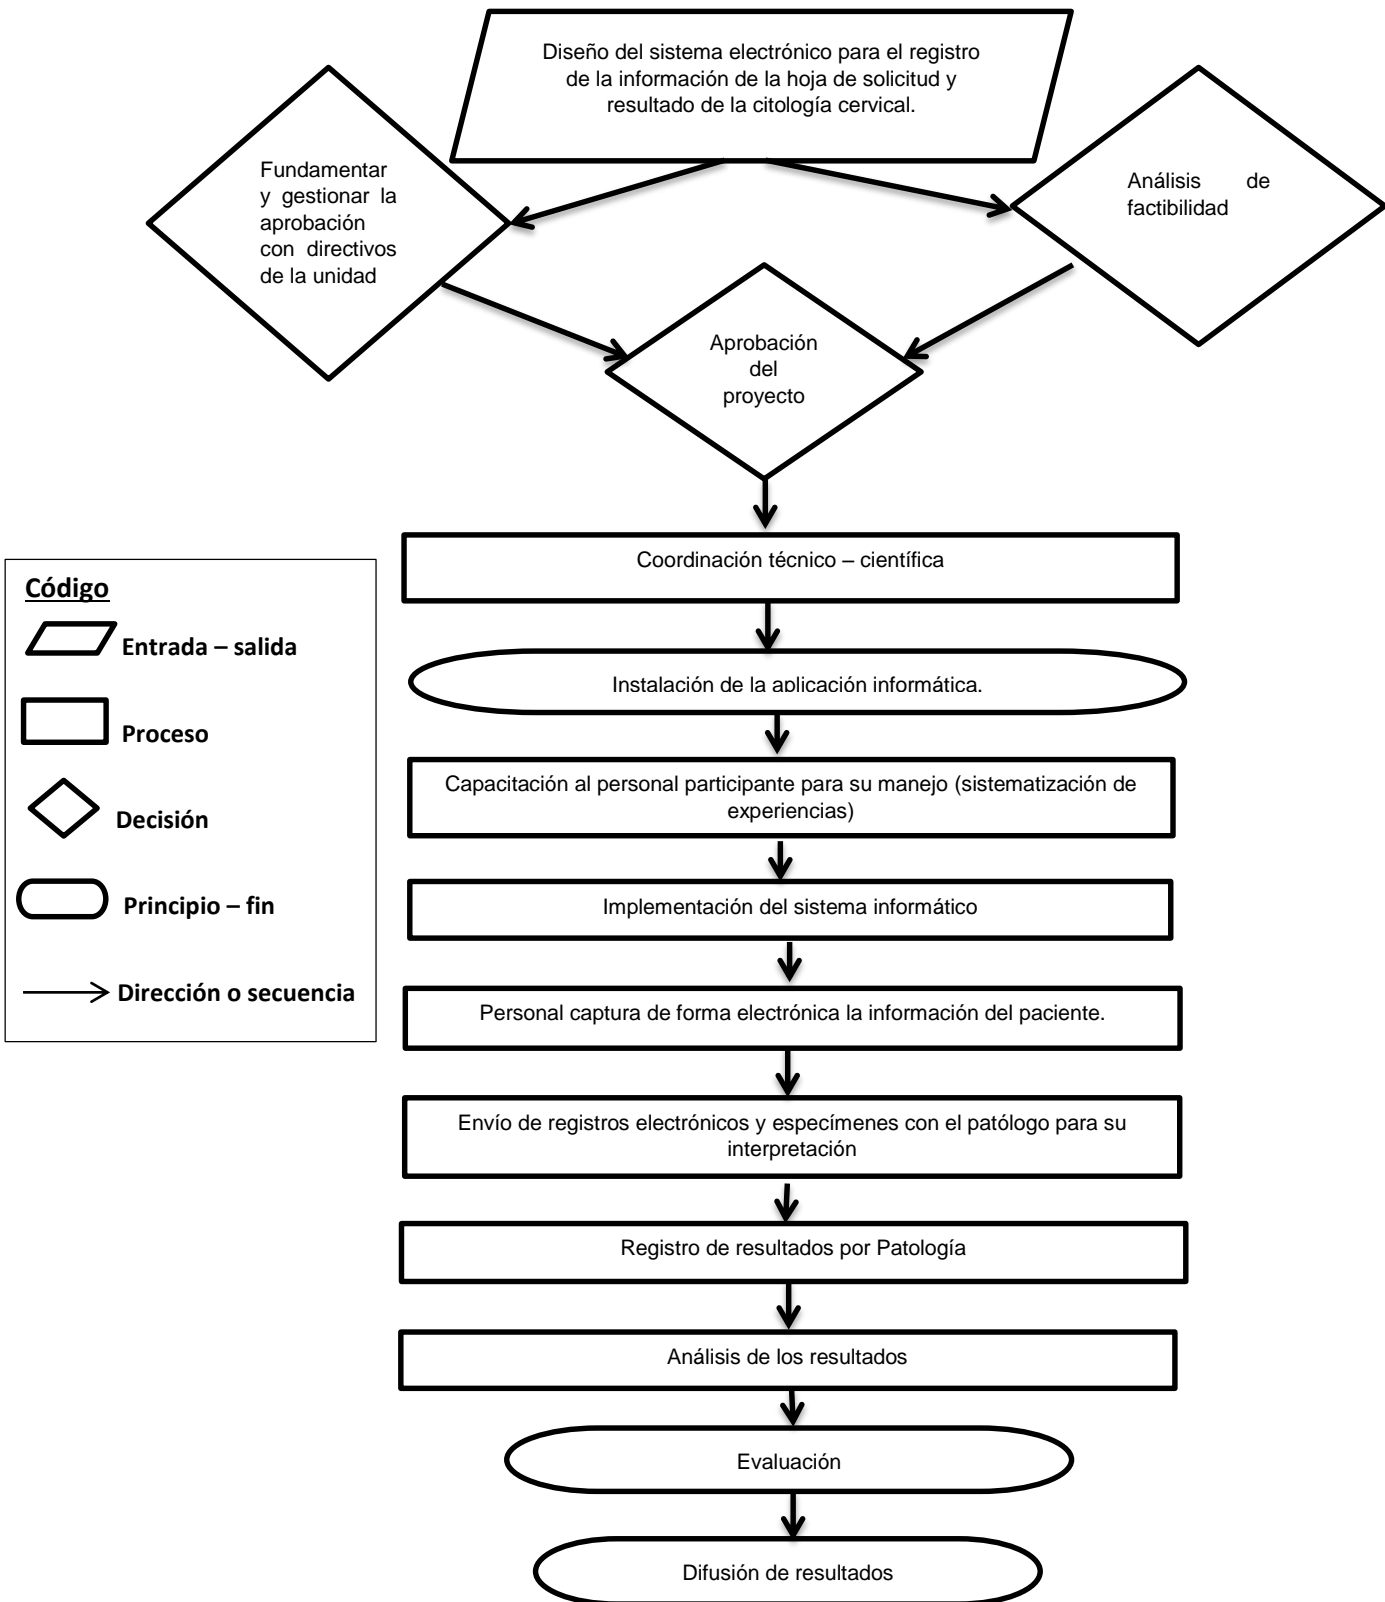 Diseño del sistema electrónico para el registro
de la información de la hoja de solicitud y
resultado de la citología cervical.
Fundamentar
y gestionar la
aprobación
con directivos
de la unidad
Análisis de
factibilidad
Aprobación
del
proyecto
Coordinación técnico – científica
Instalación de la aplicación informática.
Capacitación al personal participante para su manejo (sistematización de
experiencias)
Implementación del sistema informático
Personal captura de forma electrónica la información del paciente.
Envío de registros electrónicos y especímenes con el patólogo para su
interpretación
Registro de resultados por Patología
Análisis de los resultados
Evaluación
Difusión de resultados
Código
Entrada – salida
Proceso
Decisión
Principio – fin
Dirección o secuencia